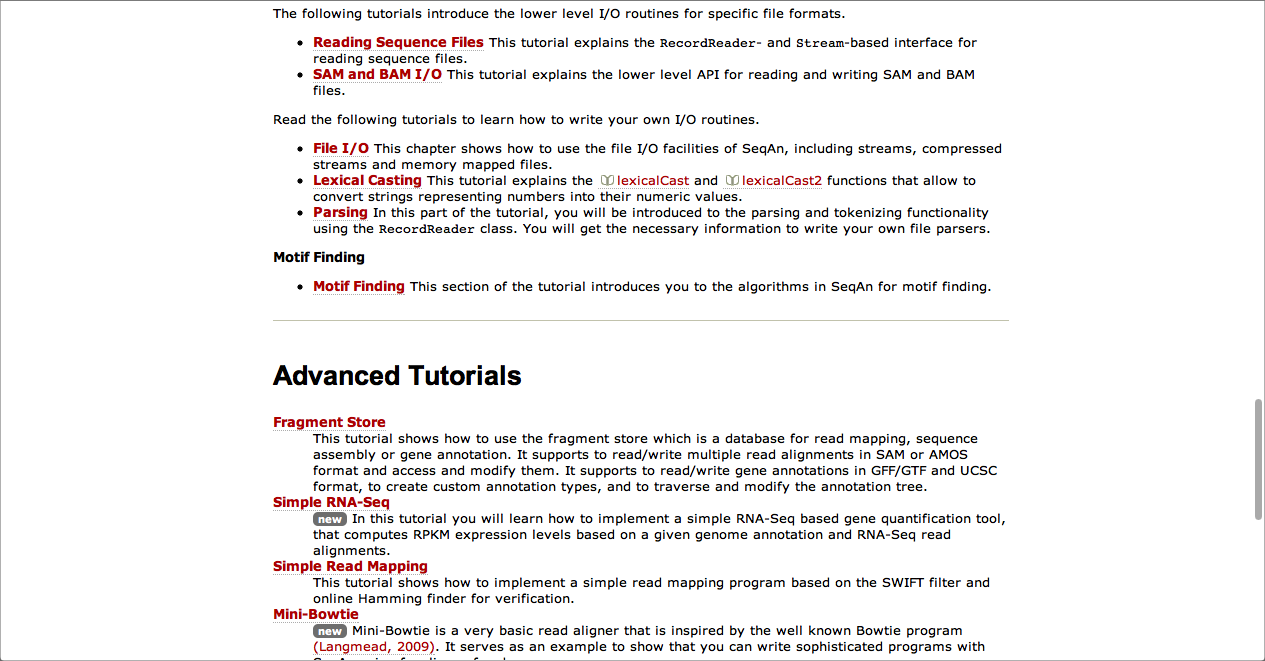 The following tutorials introduce the lower level I/O routines for specific file formats.
Reading Sequence Files This tutorial explains the RecordReader- and Stream-based interface for
reading sequence files.
SAM and BAM I/O This tutorial explains the lower level API for reading and writing SAM and BAM
files.
Read the following tutorials to learn how to write your own I/O routines.
File I/O This chapter shows how to use the file I/O facilities of SeqAn, including streams, compressed
streams and memory mapped files.
Lexical Casting This tutorial explains the lexicalCast and lexicalCast2 functions that allow to
convert strings representing numbers into their numeric values.
Parsing In this part of the tutorial, you will be introduced to the parsing and tokenizing functionality
using the RecordReader class. You will get the necessary information to write your own file parsers.
Motif Finding
Motif Finding This section of the tutorial introduces you to the algorithms in SeqAn for motif finding.
Advanced Tutorials
Fragment Store
This tutorial shows how to use the fragment store which is a database for read mapping, sequence
assembly or gene annotation. It supports to read/write multiple read alignments in SAM or AMOS
format and access and modify them. It supports to read/write gene annotations in GFF/GTF and UCSC
format, to create custom annotation types, and to traverse and modify the annotation tree.
Simple RNA-Seq
new In this tutorial you will learn how to implement a simple RNA-Seq based gene quantification tool,
that computes RPKM expression levels based on a given genome annotation and RNA-Seq read
alignments.
Simple Read Mapping
This tutorial shows how to implement a simple read mapping program based on the SWIFT filter and
online Hamming finder for verification.
Mini-Bowtie
new Mini-Bowtie is a very basic read aligner that is inspired by the well known Bowtie program
(Langmead, 2009). It serves as an example to show that you can write sophisticated programs with